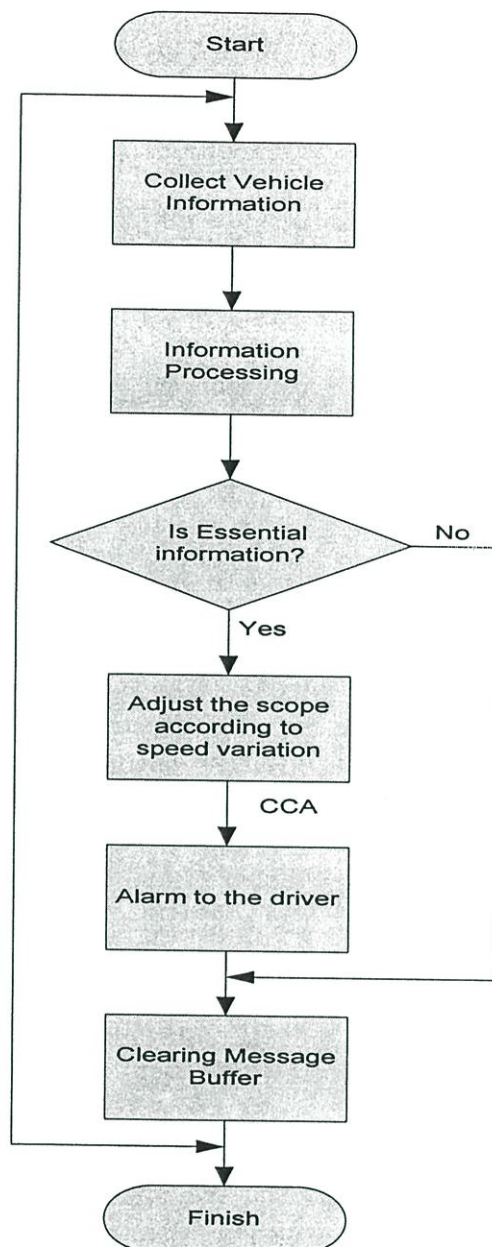 Start
Collect Vehicle
Information
Information
Processing
Is Essential
information?
No
Yes
Adjust the scope
according to
speed variation
CCA
Alarm to the driver
Clearing Message
Buffer
Finish